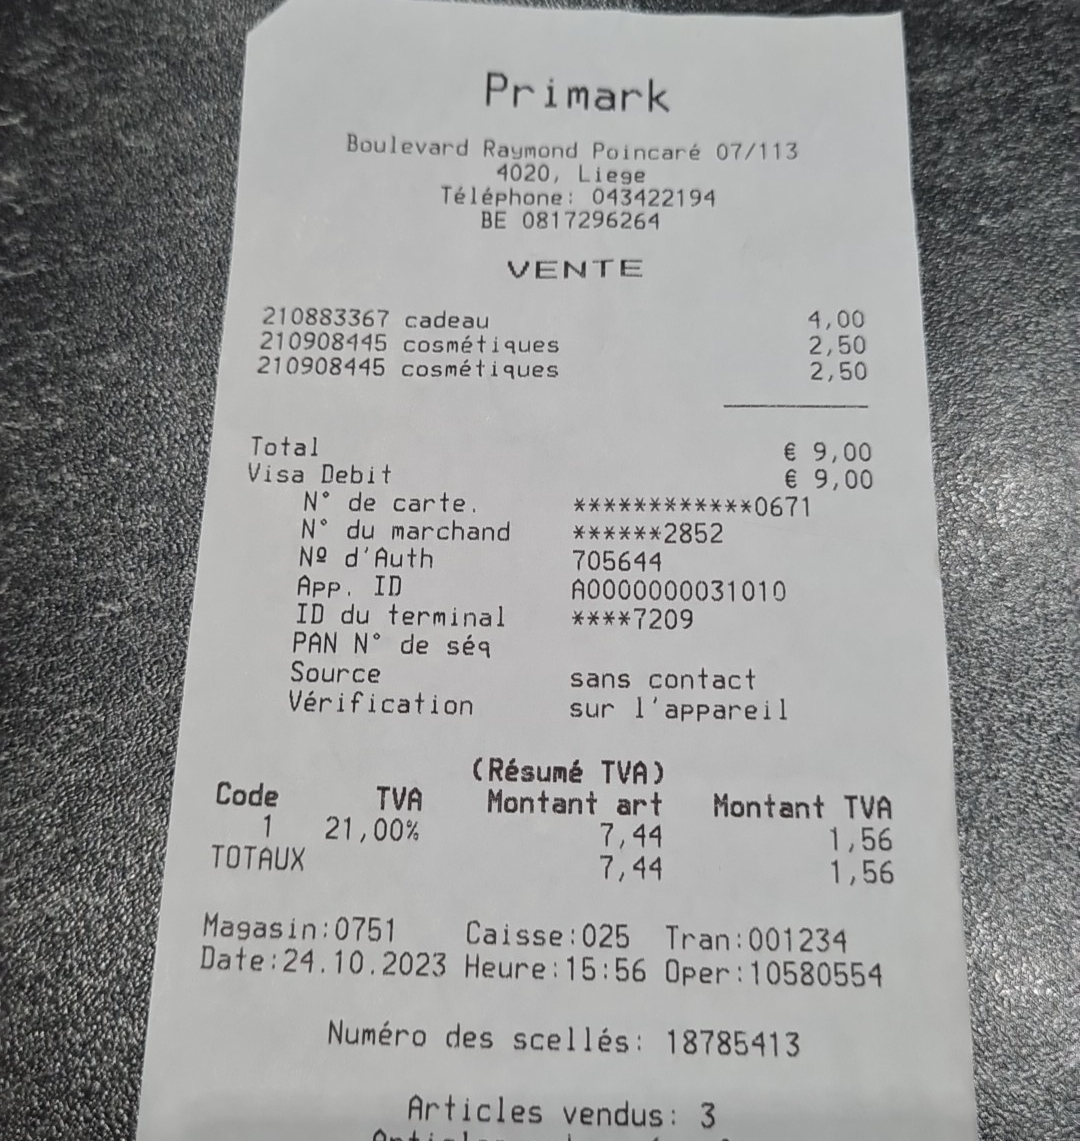 Primark
Boulevard Raymond Poincaré 07/113
4020, Liege
Téléphone: 043422194
BE 0817296264
VENTE
210883367 cadeau 4,00
210908445 cosmétiques 2,50
210908445 cosmétiques 2,50
Total € 9,00
Visa Debit € 9,00
N° de carte. ************0671
N° du marchand ******2852
Nº d'Auth 705644
App. ID A0000000031010
ID du terminal ****7209
PAN N° de séq
Source sans contact
Vérification sur l'appareil
(Résumé TVA)
Code TVA Montant art Montant TVA
1 21,00% 7,44 1,56
TOTAUX 7,44 1,56
Magasin:0751 Caisse:025 Tran:001234
Date:24.10.2023 Heure:15:56 Oper:10580554
Numéro des scellés: 18785413
Articles vendus: 3